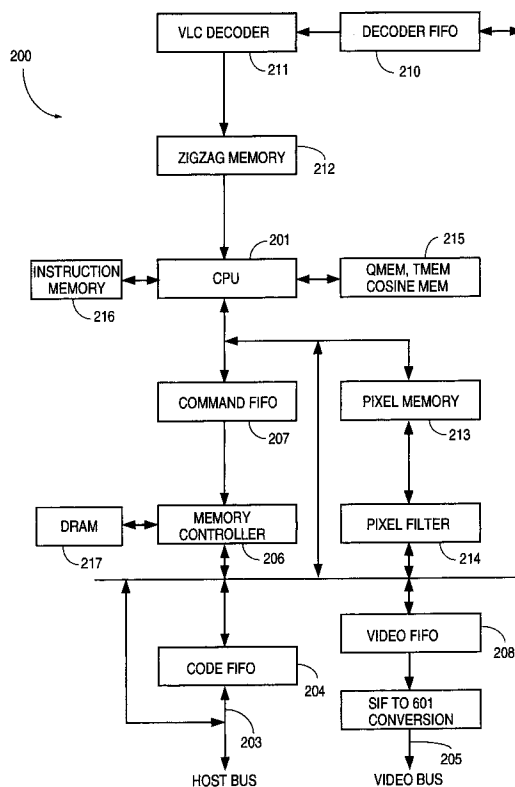 200
VLC DECODER
211
DECODER FIFO
210
ZIGZAG MEMORY
212
201
CPU
INSTRUCTION
MEMORY
216
215
QMEM, TMEM
COSINE MEM
COMMAND FIFO
207
PIXEL MEMORY
213
DRAM
217
MEMORY
CONTROLLER
206
PIXEL FILTER
214
CODE FIFO
204
VIDEO FIFO
208
SIF TO 601
CONVERSION
203
205
HOST BUS
VIDEO BUS